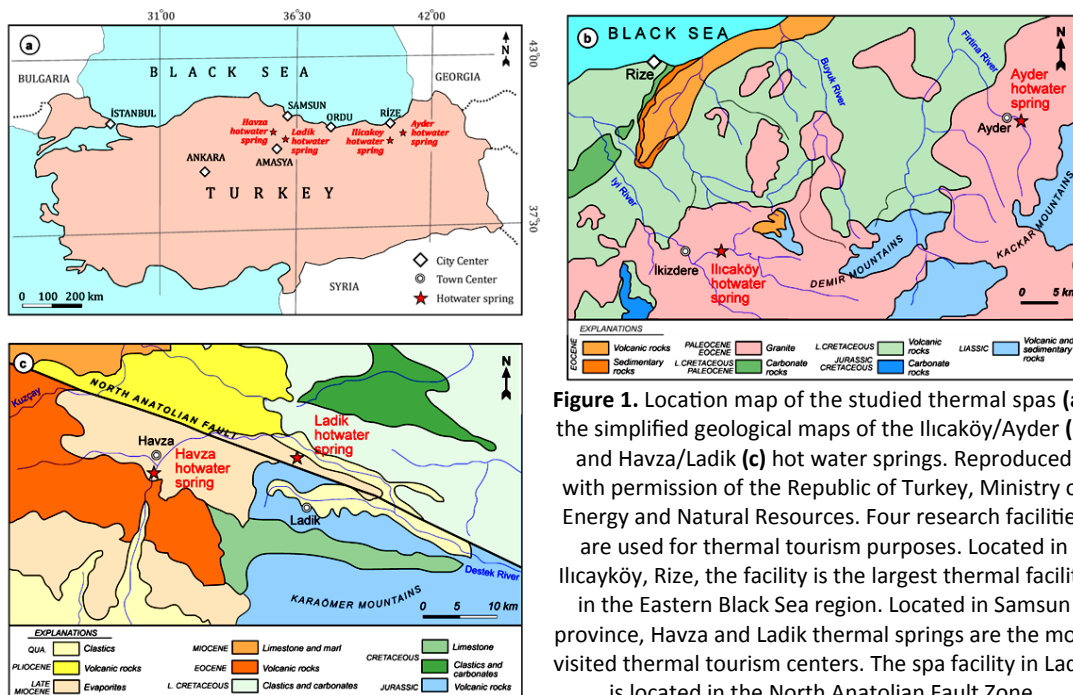 31°00 36°30 42°00
a
N
43°00
BULGARIA
BLACK SEA
GEORGIA
İSTANBUL
SAMSUN
ORDU
RİZE
Havza
hotwater
spring
Ladik
hotwater
spring
Ilicakoy
hotwater
spring
Ayder
hotwater
spring
ANKARA
AMASYA
TURKEY
37°30
City Center
Town Center
Hotwater spring
SYRIA
0 100 200 km
b
BLACK SEA
N
Rize
Buyuk River
Firtina River
Ayder
hotwater
spring
Ayder
Iyi River
İkizdere
Ilıcaköy
hotwater
spring
DEMIR MOUNTAINS
KACKAR MOUNTAINS
0 5 km
EXPLANATIONS
EOCENE
Volcanic rocks
Sedimentary
rocks
PALEOCENE
EOCENE
Granite
L.CRETACEOUS
PALEOCENE
Carbonate
rocks
L.CRETACEOUS
Volcanic
rocks
JURASSIC
CRETACEOUS
Carbonate
rocks
LIASSIC
Volcanic and
sedimentary
rocks
c
N
Kuzçay
NORTH ANATOLIAN FAULT
Havza
Havza
hotwater
spring
Ladik
hotwater
spring
Ladik
Destek River
KARAÖMER MOUNTAINS
0 5 10 km
EXPLANATIONS
QUA. Clastics
PLIOCENE Volcanic rocks
LATE
MIOCENE
Evaporites
MIOCENE Limestone and marl
EOCENE Volcanic rocks
L. CRETACEOUS Clastics and carbonates
CRETACEOUS
Limestone
Clastics and
carbonates
JURASSIC Volcanic rocks
Figure 1. Location map of the studied thermal spas (a
the simplified geological maps of the Ilıcaköy/Ayder (
and Havza/Ladik (c) hot water springs. Reproduced
with permission of the Republic of Turkey, Ministry o
Energy and Natural Resources. Four research facilitie
are used for thermal tourism purposes. Located in
Ilıcayköy, Rize, the facility is the largest thermal facilit
in the Eastern Black Sea region. Located in Samsun
province, Havza and Ladik thermal springs are the mo
visited thermal tourism centers. The spa facility in Lad
is located in the North Anatolian Fault Zone